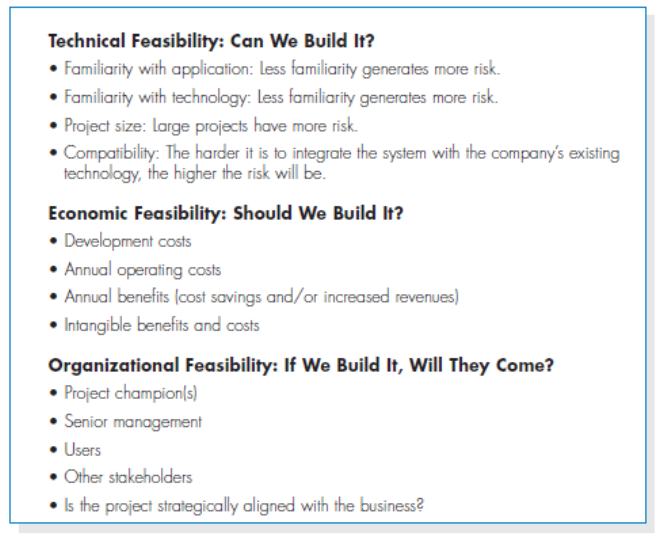 Technical Feasibility: Can We Build It?
• Familiarity with application: Less familiarity generates more risk.
• Familiarity with technology: Less familiarity generates more risk.
• Project size: Large projects have more risk.
• Compatibility: The harder it is to integrate the system with the company's existing
technology, the higher the risk will be.
Economic Feasibility: Should We Build It?
• Development costs
• Annual operating costs
• Annual benefits (cost savings and/or increased revenues)
• Intangible benefits and costs
Organizational Feasibility: If We Build It, Will They Come?
• Project champion(s)
• Senior management
• Users
• Other stakeholders
• Is the project strategically aligned with the business?